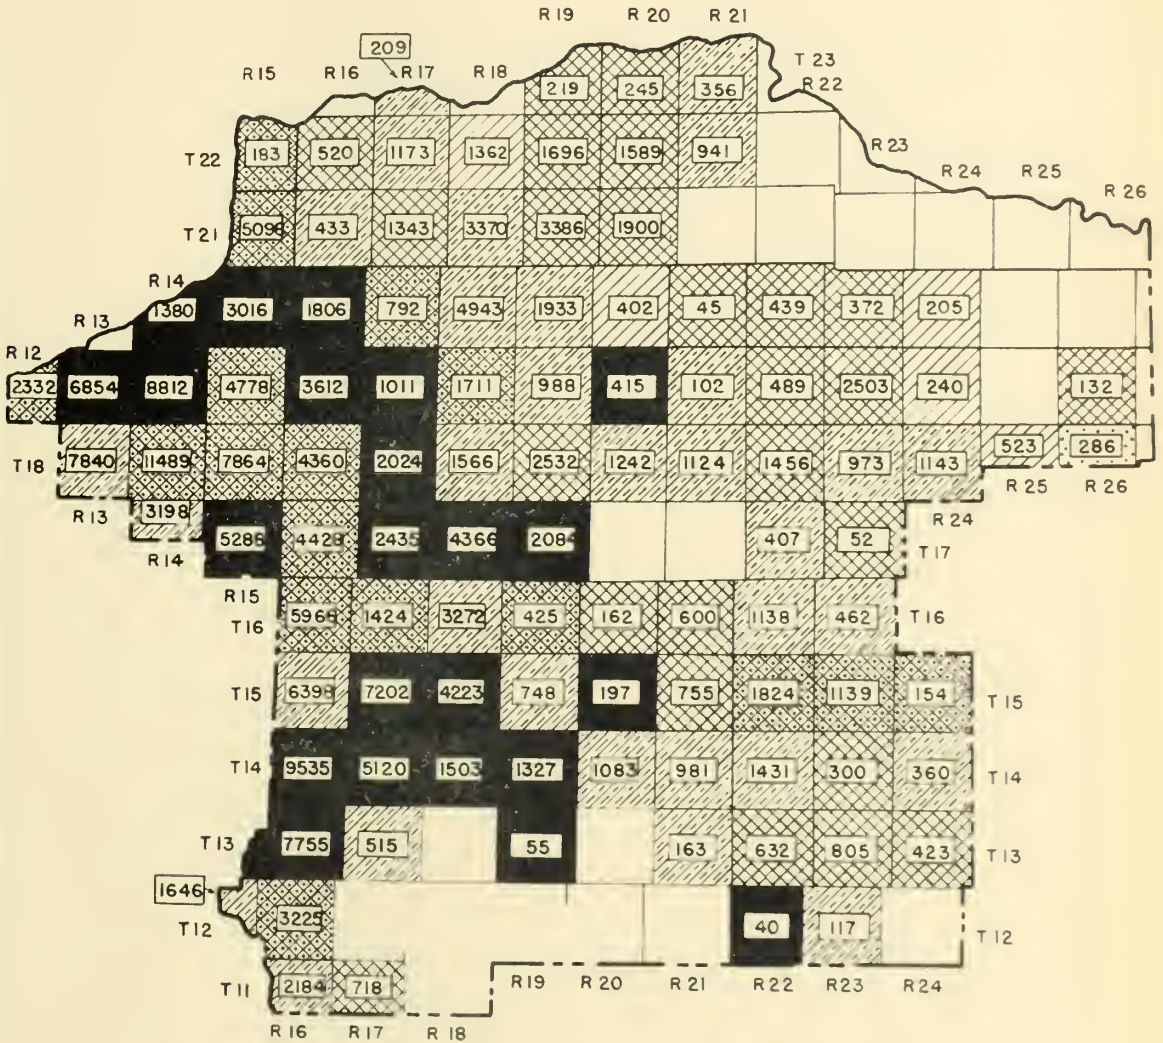 R 19 R 20 R 21
209
R 15 R 16 R 17 R 18 T 23
R 22
219 245 356
R 23
T 22 183 520 1173 1362 1696 1589 941
R 24 R 25 R 26
T 21 5096 433 1343 3370 3386 1900
R 14
R 13 1380 3016 1806 792 4943 1933 402 45 439 372 205
R 12
2332 6854 8812 4778 3612 1011 1711 988 415 102 489 2503 240 132
T 18 7840 11489 7864 4360 2024 1566 2532 1242 1124 1456 973 1143 523 286
R 25 R 26
R 13 3198 R 24
R 14 5288 4428 2435 4366 2084 407 52 T 17
R 15
T 16 5968 1424 3272 425 162 600 1138 462 T 16
T 15 6398 7202 4223 748 197 755 1824 1139 154 T 15
T 14 9535 5120 1503 1327 1083 981 1431 300 360 T 14
T 13 7755 515 55 163 632 805 423 T 13
1646
T 12 3225 40 117 T 12
T 11 2184 718 R 19 R 20 R 21 R 22 R 23 R 24
R 16 R 17 R 18